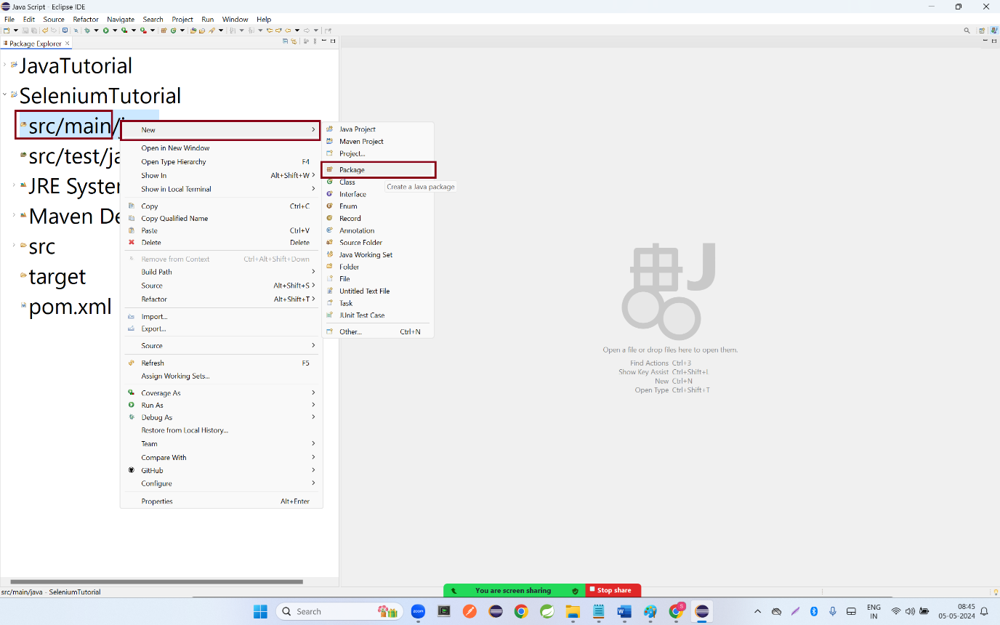 Java Script - Eclipse IDE
File Edit Source Refactor Navigate Search Project Run Window Help
Package Explorer
JavaTutorial
SeleniumTutorial
src/main/
src/test/ja
JRE System
Maven De
src
target
pom.xml
New
Open in New Window
Open Type Hierarchy F4
Show In Alt+Shift+W
Show in Local Terminal
Copy Ctrl+C
Copy Qualified Name
Paste Ctrl+V
Delete Delete
Remove from Context Ctrl+Alt+Shift+Down
Build Path
Source Alt+Shift+S
Refactor Alt+Shift+T
Import...
Export...
Source
Refresh F5
Assign Working Sets...
Coverage As
Run As
Debug As
Restore from Local History...
Team
Compare With
GitHub
Configure
Properties Alt+Enter
Java Project
Maven Project
Project...
Package
Class
Create a Java package
Interface
Enum
Record
Annotation
Source Folder
Java Working Set
Folder
File
Untitled Text File
Task
JUnit Test Case
Other... Ctrl+N
Open a file or drop files here to open them.
Find Actions Ctrl+3
Show Key Assist Ctrl+Shift+L
New Ctrl+N
Open Type Ctrl+Shift+T
src/main/java - SeleniumTutorial
You are screen sharing Stop share
Search
zoom
W
S
ENG
IN
08:45
05-05-2024